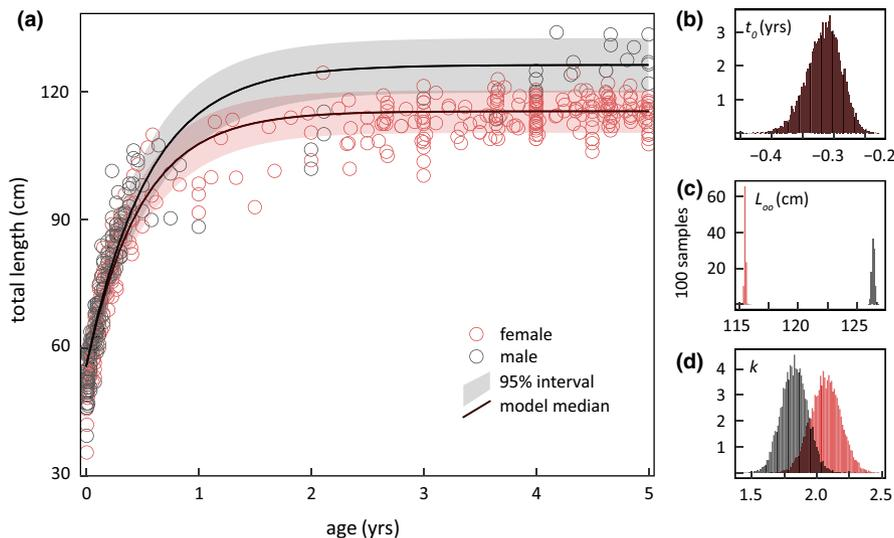 (a)
total length (cm)
120
90
60
30
0 1 2 3 4 5
age (yrs)
female
male
95% interval
model median
(b)
t0 (yrs)
3
2
1
−0.4 −0.3 −0.2
(c)
Loo (cm)
100 samples
60
40
20
115 120 125
(d)
k
4
3
2
1
1.5 2.0 2.5